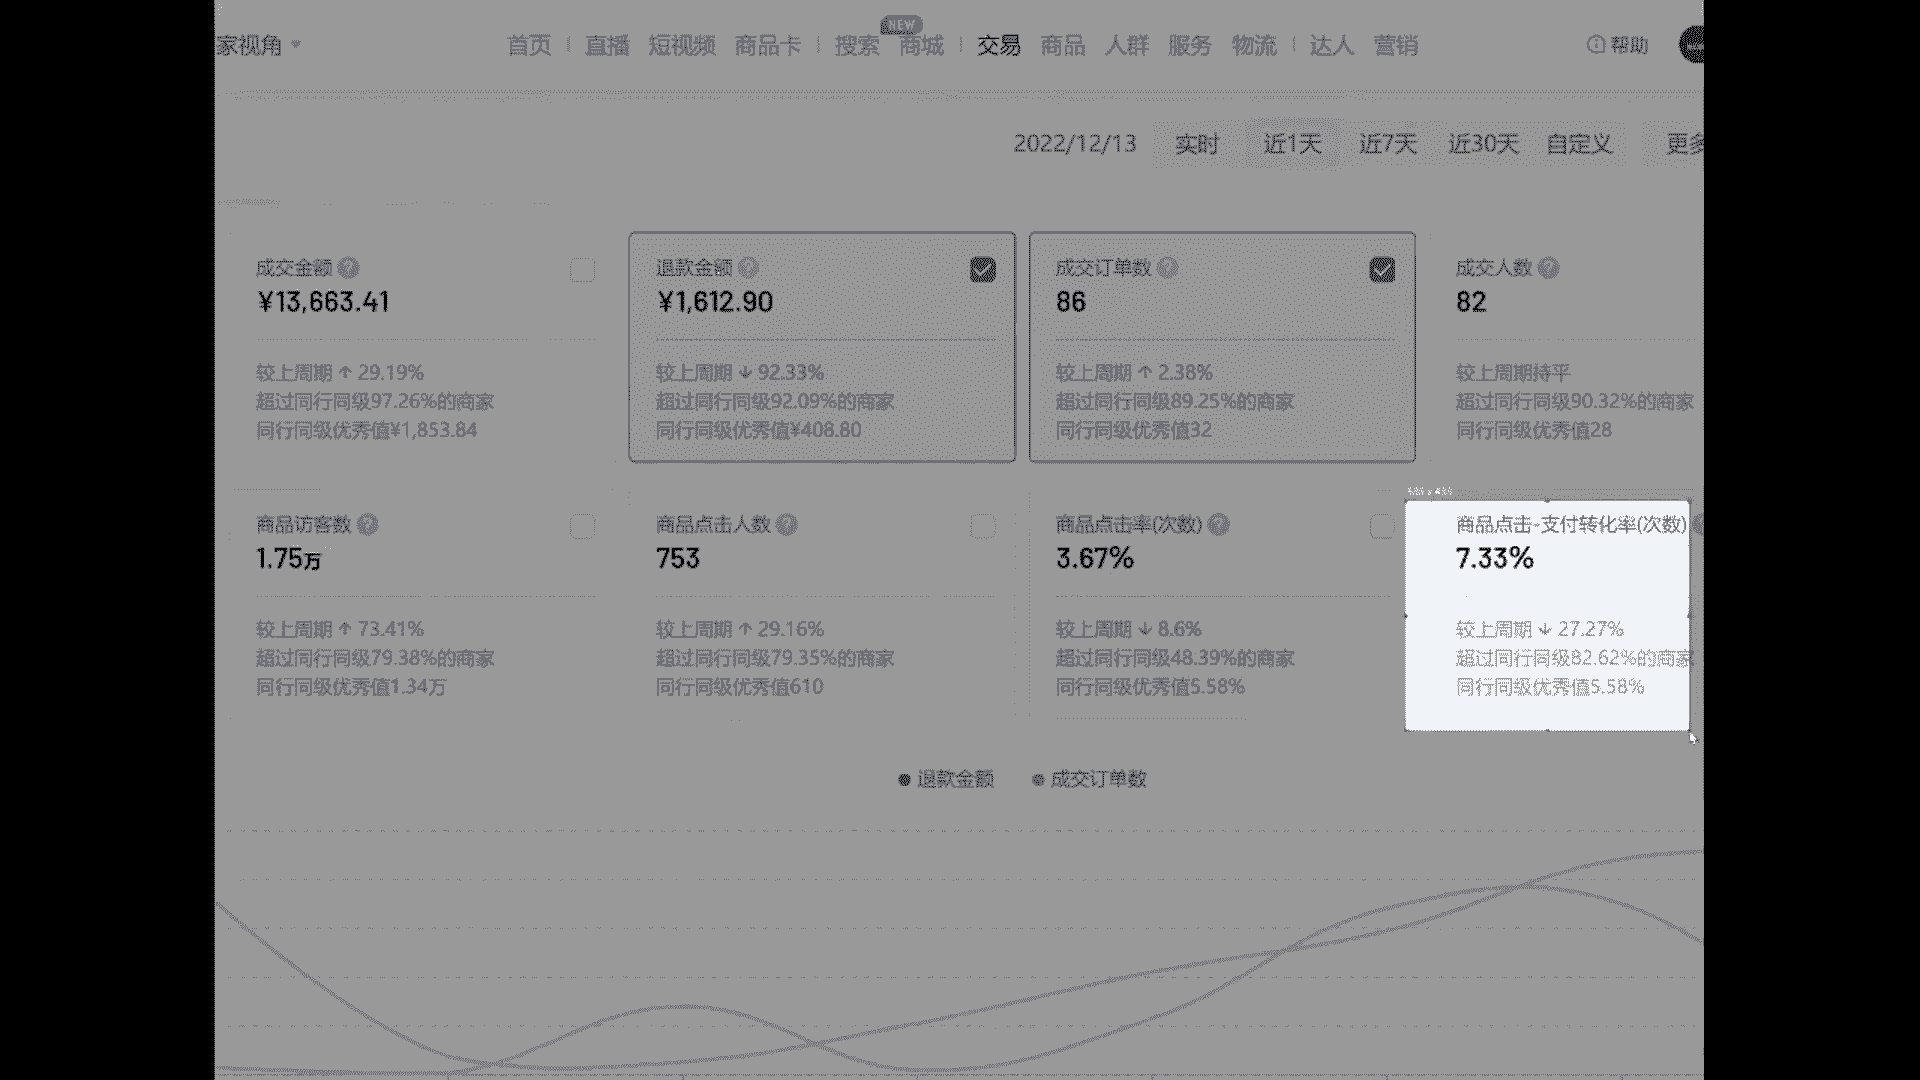 家视角 首页 直播 短视频 商品卡 搜索 NEW 商城 交易 商品 人群 服务 物流 达人 营销 帮助
2022/12/13 实时 近1天 近7天 近30天 自定义 更多
成交金额
¥13,663.41
较上周期 ↑ 29.19%
超过同行同级97.26%的商家
同行同级优秀值¥1,853.84
退款金额
¥1,612.90
较上周期 ↓ 92.33%
超过同行同级92.09%的商家
同行同级优秀值¥408.80
成交订单数
86
较上周期 ↑ 2.38%
超过同行同级89.25%的商家
同行同级优秀值32
成交人数
82
较上周期持平
超过同行同级90.32%的商家
同行同级优秀值28
商品访客数
1.75万
较上周期 ↑ 73.41%
超过同行同级79.38%的商家
同行同级优秀值1.34万
商品点击人数
753
较上周期 ↑ 29.16%
超过同行同级79.35%的商家
同行同级优秀值610
商品点击率(次数)
3.67%
较上周期 ↓ 8.6%
超过同行同级48.39%的商家
同行同级优秀值5.58%
商品点击-支付转化率(次数)
7.33%
较上周期 ↓ 27.27%
超过同行同级82.62%的商家
同行同级优秀值5.58%
退款金额 成交订单数